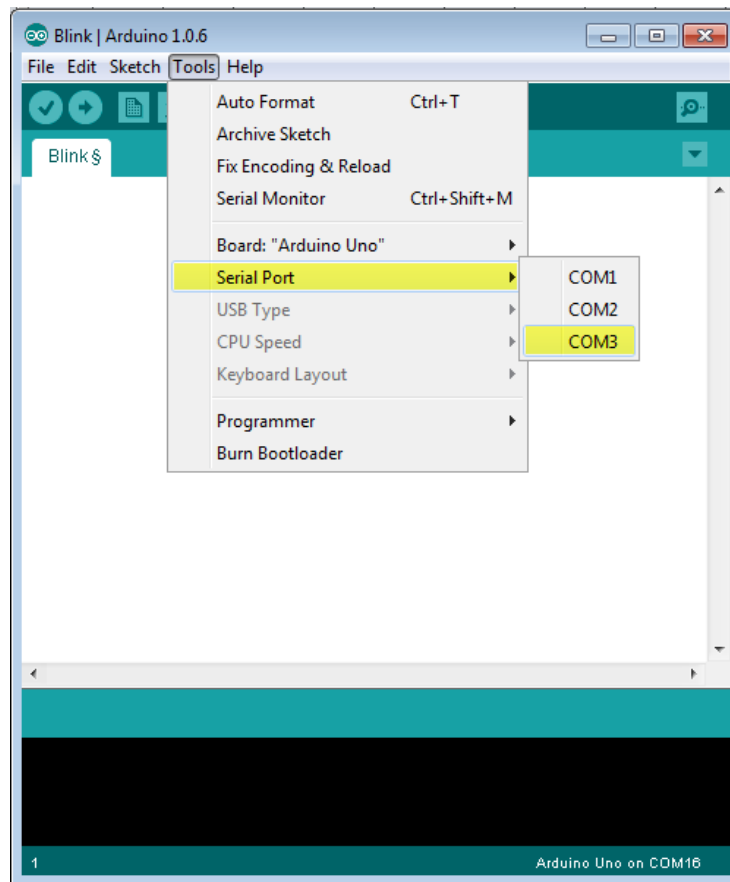 Blink | Arduino 1.0.6
File Edit Sketch Tools Help
Auto Format Ctrl+T
Archive Sketch
Blink §
Fix Encoding & Reload
Serial Monitor Ctrl+Shift+M
Board: "Arduino Uno"
Serial Port COM1
USB Type COM2
CPU Speed COM3
Keyboard Layout
Programmer
Burn Bootloader
1 Arduino Uno on COM16